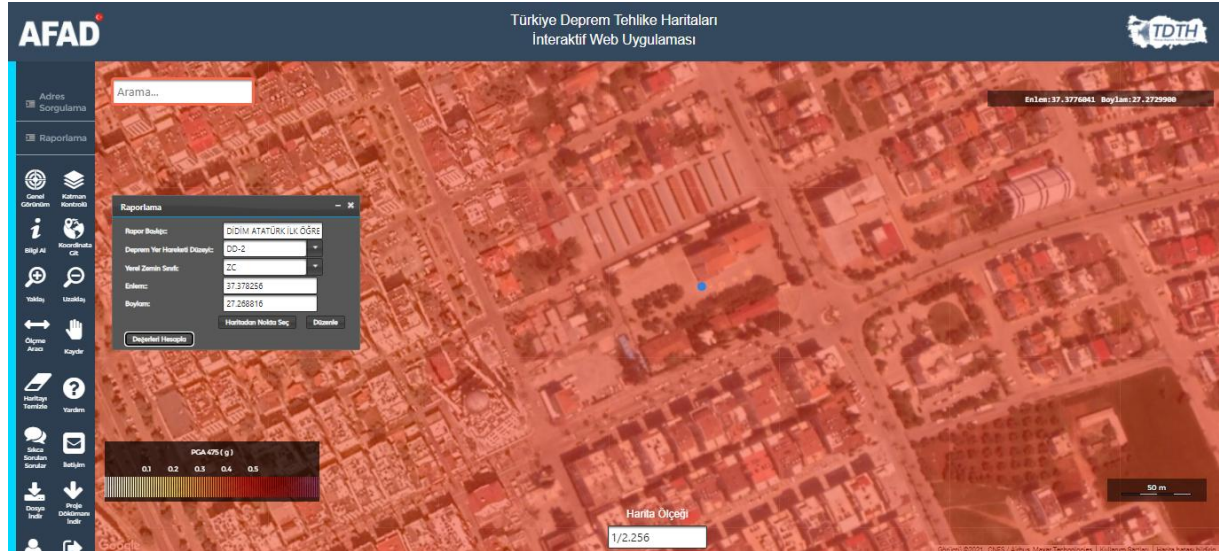 AFAD
Türkiye Deprem Tehlike Haritaları
İnteraktif Web Uygulaması
TDTH
Adres
Sorgulama
Raporlama
Arama...
Enlem:37.3776041 Boylam:27.2729900
Genel
Görünüm
Katman
Kontrolü
Bilgi Al
Koordinata
Git
Yaklaş
Uzaklaş
Ölçme
Aracı
Kaydır
Haritayı
Temizle
Yardım
Sıkca
Sorulan
Sorular
İletişim
Dosya
İndir
Proje
Dökümanı
İndir
Raporlama
Rapor Başlığı:
DİDİM ATATÜRK İLK ÖĞRE
Deprem Yer Hareketi Düzeyi:
DD-2
Yerel Zemin Sınıfı:
ZC
Enlem:
37.378256
Boylam:
27.268816
Haritadan Nokta Seç
Düzenle
Değerleri Hesapla
PGA 475 ( g )
0.1 0.2 0.3 0.4 0.5
Harita Ölçeği
1/2.256
50 m
Google